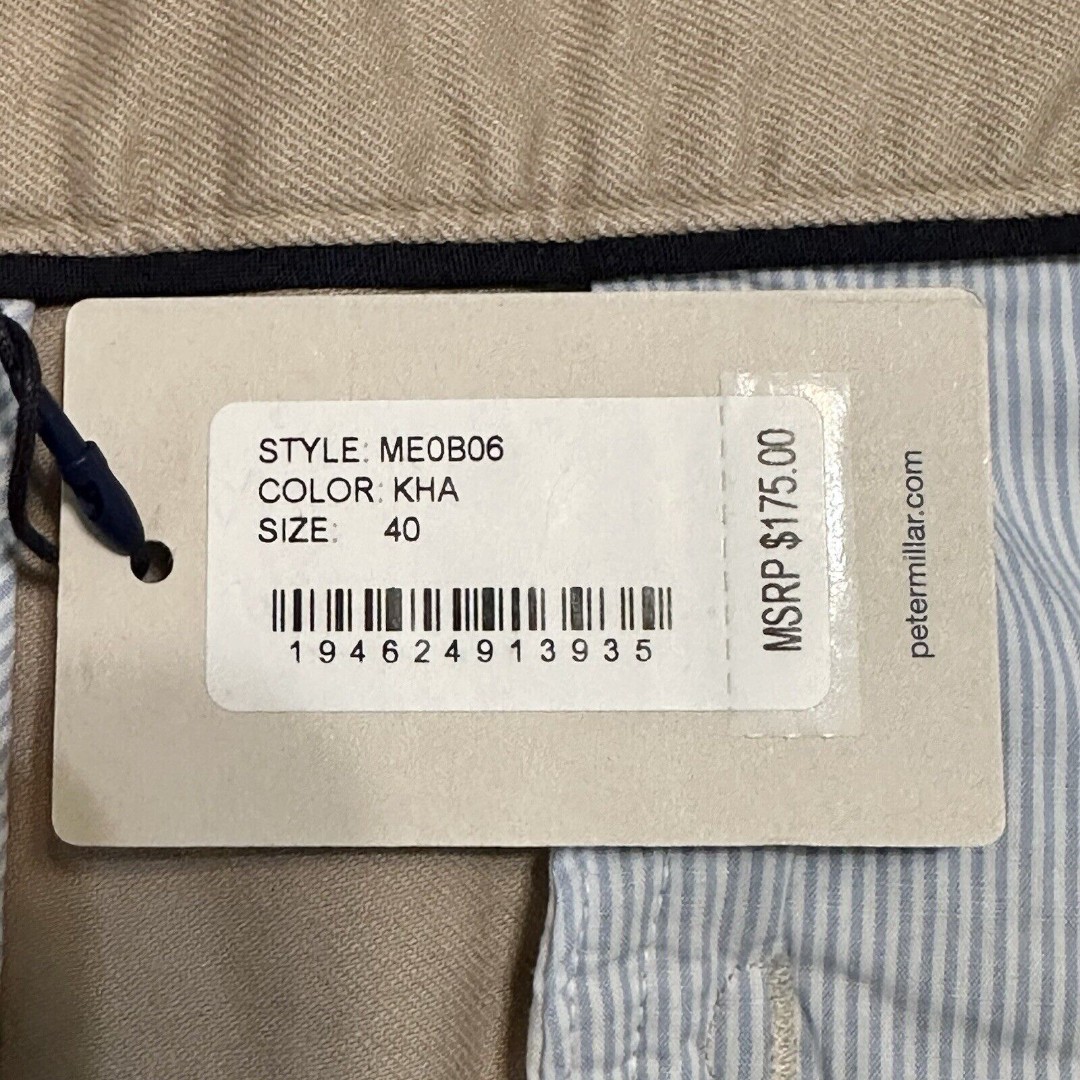 STYLE: ME0B06
COLOR: KHA
SIZE: 40
194624913935
MSRP $175.00
petermillar.com